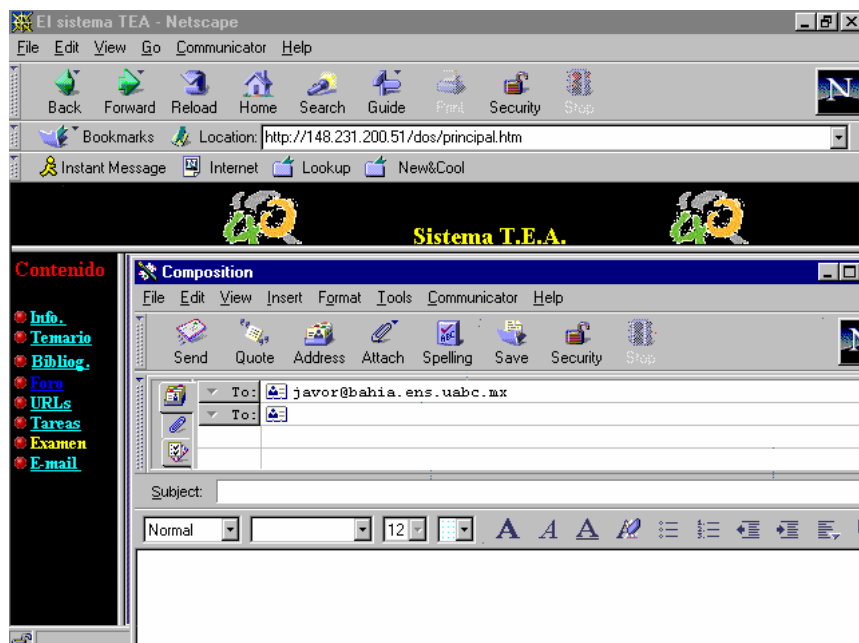 El sistema TEA - Netscape
File Edit View Go Communicator Help
Back Forward Reload Home Search Guide Print Security Stop
N
Bookmarks Location: http://148.231.200.51/dos/principal.htm
Instant Message Internet Lookup New&Cool
Sistema T.E.A.
Contenido
Info.
Temario
Bibliog.
Foro
URLs
Tareas
Examen
E-mail
Composition
File Edit View Insert Format Tools Communicator Help
Send Quote Address Attach Spelling Save Security Stop
To: javor@bahia.ens.uabc.mx
To:
Subject:
Normal 12 A A A